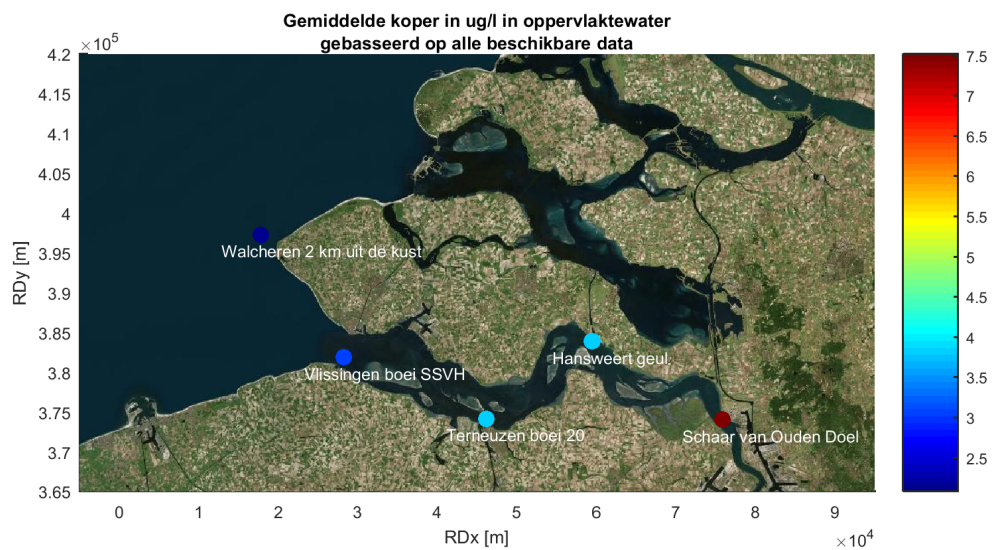 Gemiddelde koper in ug/l in oppervlaktewater
gebasseerd op alle beschikbare data
×10⁵
4.2
4.15
4.1
4.05
4
3.95
3.9
3.85
3.8
3.75
3.7
3.65
RDy [m]
Walcheren 2 km uit de kust
Vlissingen boei SSVH
Hansweert geul
Terneuzen boei 20
Schaar van Ouden Doel
0 1 2 3 4 5 6 7 8 9
RDx [m]
×10⁴
7.5
7
6.5
6
5.5
5
4.5
4
3.5
3
2.5